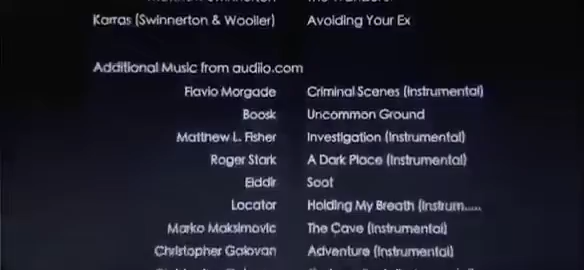 Karras (Swinnerton & Wooller) Avoiding Your Ex
Additional Music from audiio.com
Flavio Morgade Criminal Scenes (Instrumental)
Boosk Uncommon Ground
Matthew L. Fisher Investigation (Instrumental)
Roger Stark A Dark Place (Instrumental)
Eiddir Soot
Locator Holding My Breath (Instrum.....
Marko Maksimovic The Cave (Instrumental)
Christopher Galovan Adventure (Instrumental)